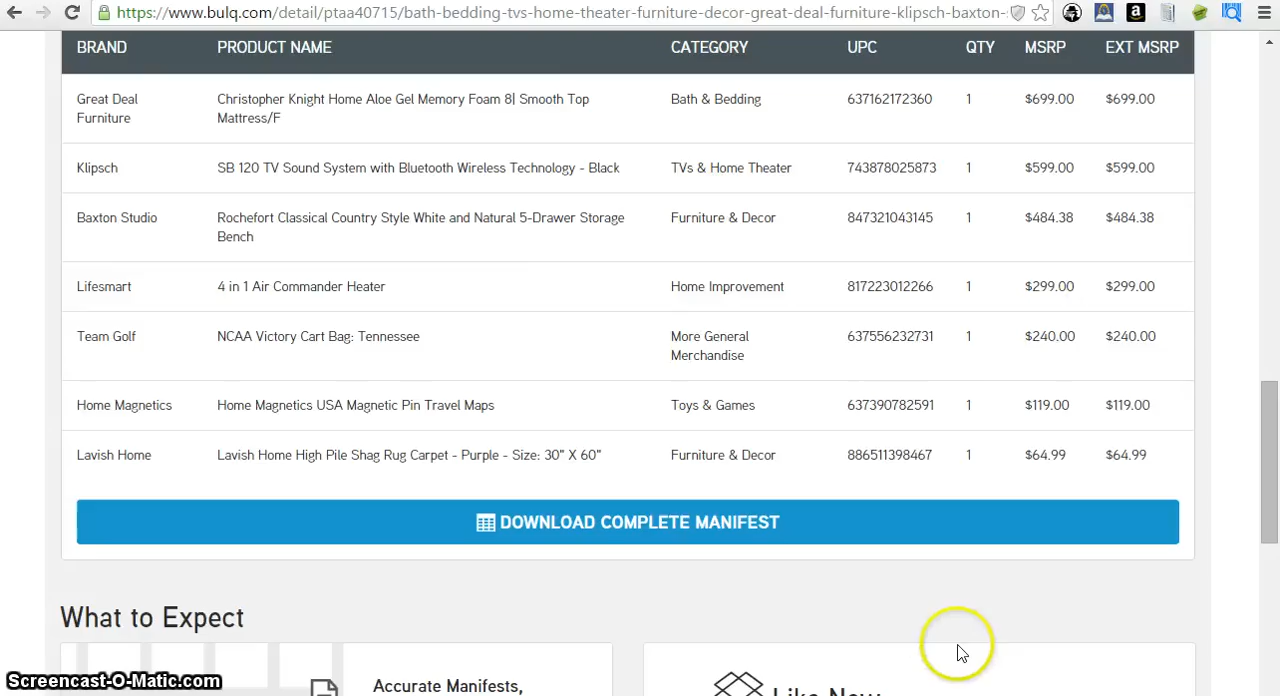 https://www.bulq.com/detail/ptaa40715/bath-bedding-tvs-home-theater-furniture-decor-great-deal-furniture-klipsch-baxton-
BRAND PRODUCT NAME CATEGORY UPC QTY MSRP EXT MSRP
Great Deal Christopher Knight Home Aloe Gel Memory Foam 8| Smooth Top Bath & Bedding 637162172360 1 $699.00 $699.00
Furniture Mattress/F
Klipsch SB 120 TV Sound System with Bluetooth Wireless Technology - Black TVs & Home Theater 743878025873 1 $599.00 $599.00
Baxton Studio Rochefort Classical Country Style White and Natural 5-Drawer Storage Furniture & Decor 847321043145 1 $484.38 $484.38
Bench
Lifesmart 4 in 1 Air Commander Heater Home Improvement 817223012266 1 $299.00 $299.00
Team Golf NCAA Victory Cart Bag: Tennessee More General 637556232731 1 $240.00 $240.00
Merchandise
Home Magnetics Home Magnetics USA Magnetic Pin Travel Maps Toys & Games 637390782591 1 $119.00 $119.00
Lavish Home Lavish Home High Pile Shag Rug Carpet - Purple - Size: 30" X 60" Furniture & Decor 886511398467 1 $64.99 $64.99
DOWNLOAD COMPLETE MANIFEST
What to Expect
Accurate Manifests,
Like New
Screencast-O-Matic.com